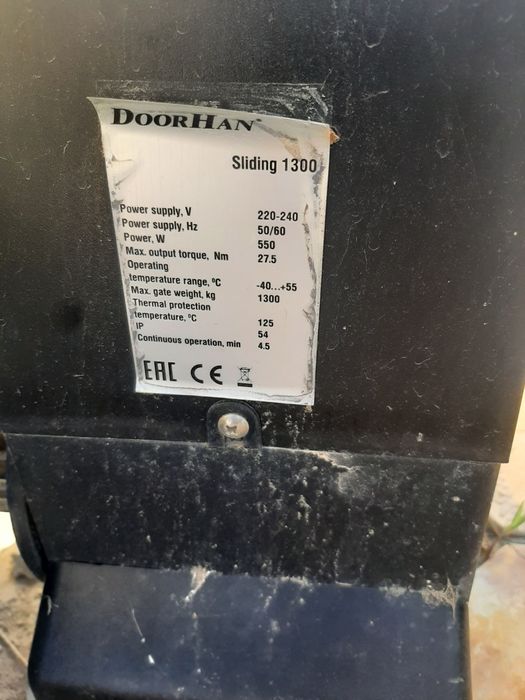 DOORHAN
Sliding 1300
Power supply, V 220-240
Power supply, Hz 50/60
Power, W 550
Max. output torque, Nm 27.5
Operating
temperature range, ºC -40...+55
Max. gate weight, kg 1300
Thermal protection
temperature, ºC 125
IP 54
Continuous operation, min 4.5
EAC CE